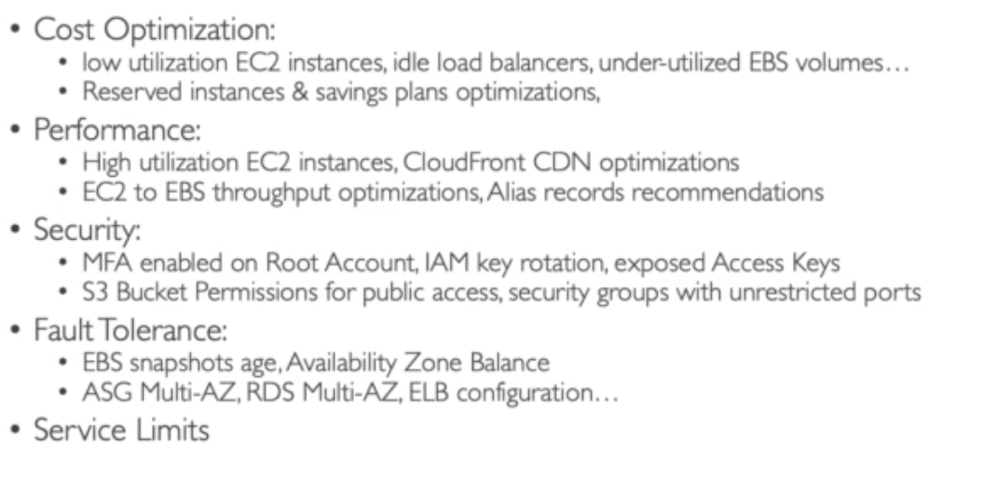 • Cost Optimization:
• low utilization EC2 instances, idle load balancers, under-utilized EBS volumes…
• Reserved instances & savings plans optimizations,
• Performance:
• High utilization EC2 instances, CloudFront CDN optimizations
• EC2 to EBS throughput optimizations, Alias records recommendations
• Security:
• MFA enabled on Root Account, IAM key rotation, exposed Access Keys
• S3 Bucket Permissions for public access, security groups with unrestricted ports
• Fault Tolerance:
• EBS snapshots age, Availability Zone Balance
• ASG Multi-AZ, RDS Multi-AZ, ELB configuration…
• Service Limits